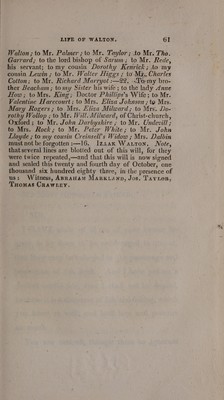 LIFE OF WALTON. 61
Walton; to Mr. Palmer; to Mr. Taylor; to Mr. Tho.
Garrard; to the lord bishop of Sarum; to Mr. Rede,
his servant; to my cousin Dorothy Kenrick; to my
cousin Lewin; to Mr. Walter Higgs; to Mr. Charles
Cotton; to Mr. Richard Marryot:—22. To my bro-
ther Beacham; to my Sister his wife; to the lady Anne
How; to Mrs. King; Doctor Phillips's Wife; to Mr.
Valentine Harecourt; to Mrs. Eliza Johnson; to Mrs.
Mary Rogers; to Mrs. Eliza Milward; to Mrs. Do-
rothy Wallop; to Mr. Will. Milward, of Christ-church,
Oxford; to Mr. John Darbyshire; to Mr. Undevill;
to Mrs. Rock; to Mr. Peter White; to Mr. John
Lloyde; to my cousin Creinsell's Widow; Mrs. Dalbin
must not be forgotten:—16. IZAAK WALTON. Note,
that several lines are blotted out of this will, for they
were twice repeated,—and that this will is now signed
and sealed this twenty and fourth day of October, one
thousand six hundred eighty three, in the presence of
us: Witness, ABRAHAM MARKLAND, JOS. TAYLOR,
THOMAS CRAWLEY.